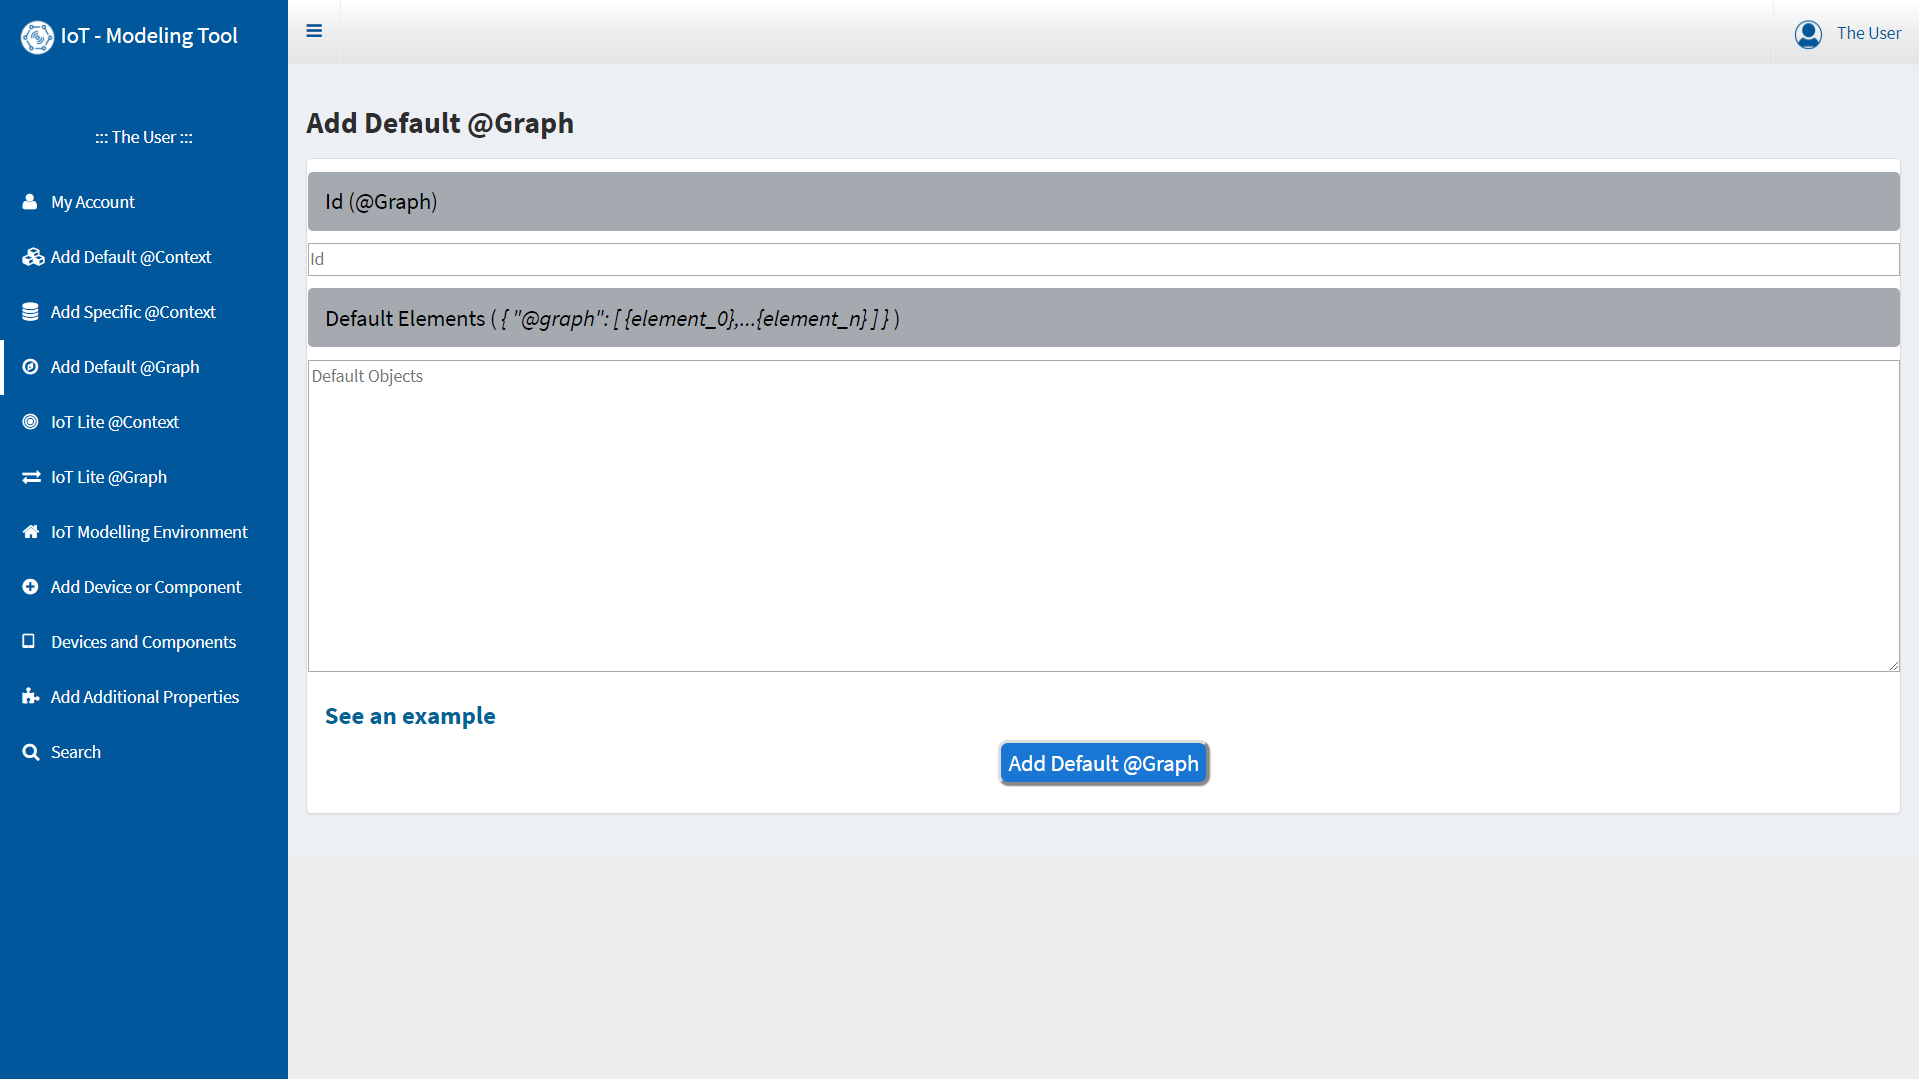 IoT - Modeling Tool
The User
::: The User :::
My Account
Add Default @Context
Add Specific @Context
Add Default @Graph
IoT Lite @Context
IoT Lite @Graph
IoT Modelling Environment
Add Device or Component
Devices and Components
Add Additional Properties
Search
Add Default @Graph
Id (@Graph)
Id
Default Elements ( { "@graph": [ {element_0},...{element_n} ] } )
Default Objects
See an example
Add Default @Graph